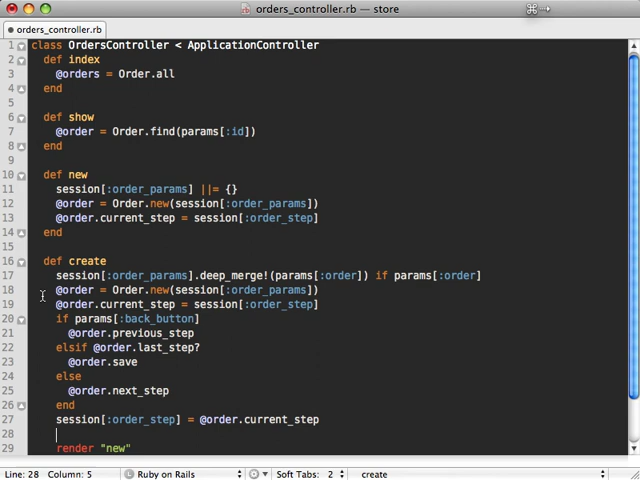 orders_controller.rb — store
orders_controller.rb
1 class OrdersController < ApplicationController
2 def index
3 @orders = Order.all
4 end
5
6 def show
7 @order = Order.find(params[:id])
8 end
9
10 def new
11 session[:order_params] ||= {}
12 @order = Order.new(session[:order_params])
13 @order.current_step = session[:order_step]
14 end
15
16 def create
17 session[:order_params].deep_merge!(params[:order]) if params[:order]
18 @order = Order.new(session[:order_params])
19 @order.current_step = session[:order_step]
20 if params[:back_button]
21 @order.previous_step
22 elsif @order.last_step?
23 @order.save
24 else
25 @order.next_step
26 end
27 session[:order_step] = @order.current_step
28
29 render "new"
Line: 28 Column: 5 Ruby on Rails Soft Tabs: 2 create